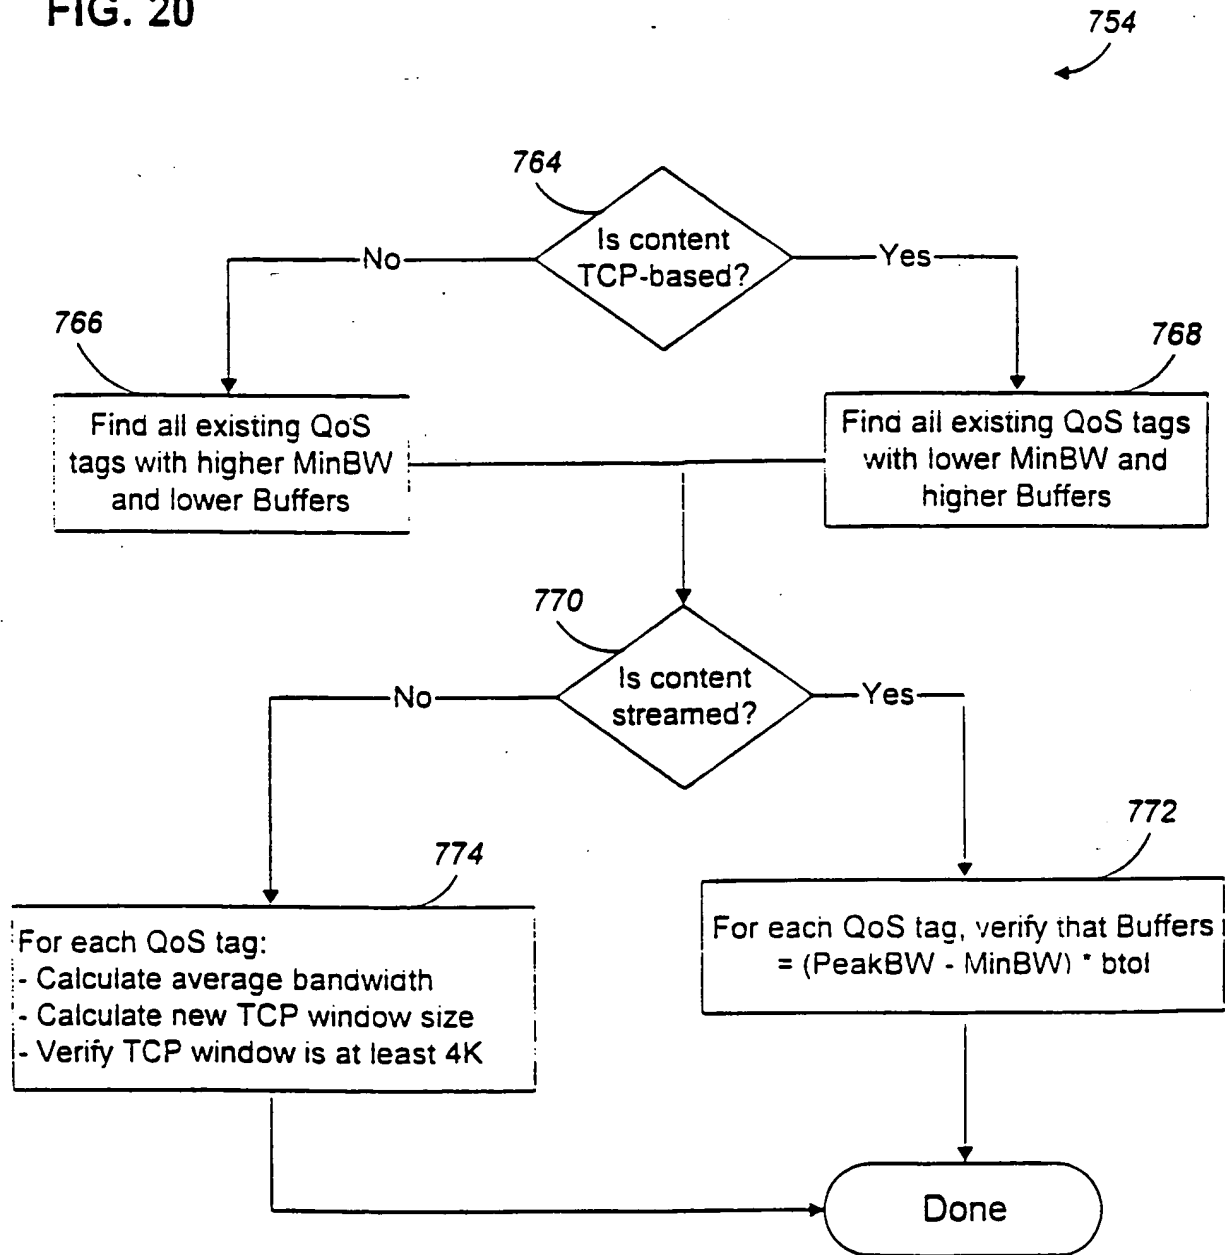 FIG. 20
754
764
Is content
TCP-based?
No
Yes
766
768
Find all existing QoS
tags with higher MinBW
and lower Buffers
Find all existing QoS tags
with lower MinBW and
higher Buffers
770
Is content
streamed?
No
Yes
774
772
For each QoS tag:
- Calculate average bandwidth
- Calculate new TCP window size
- Verify TCP window is at least 4K
For each QoS tag, verify that Buffers
= (PeakBW - MinBW) * btol
Done